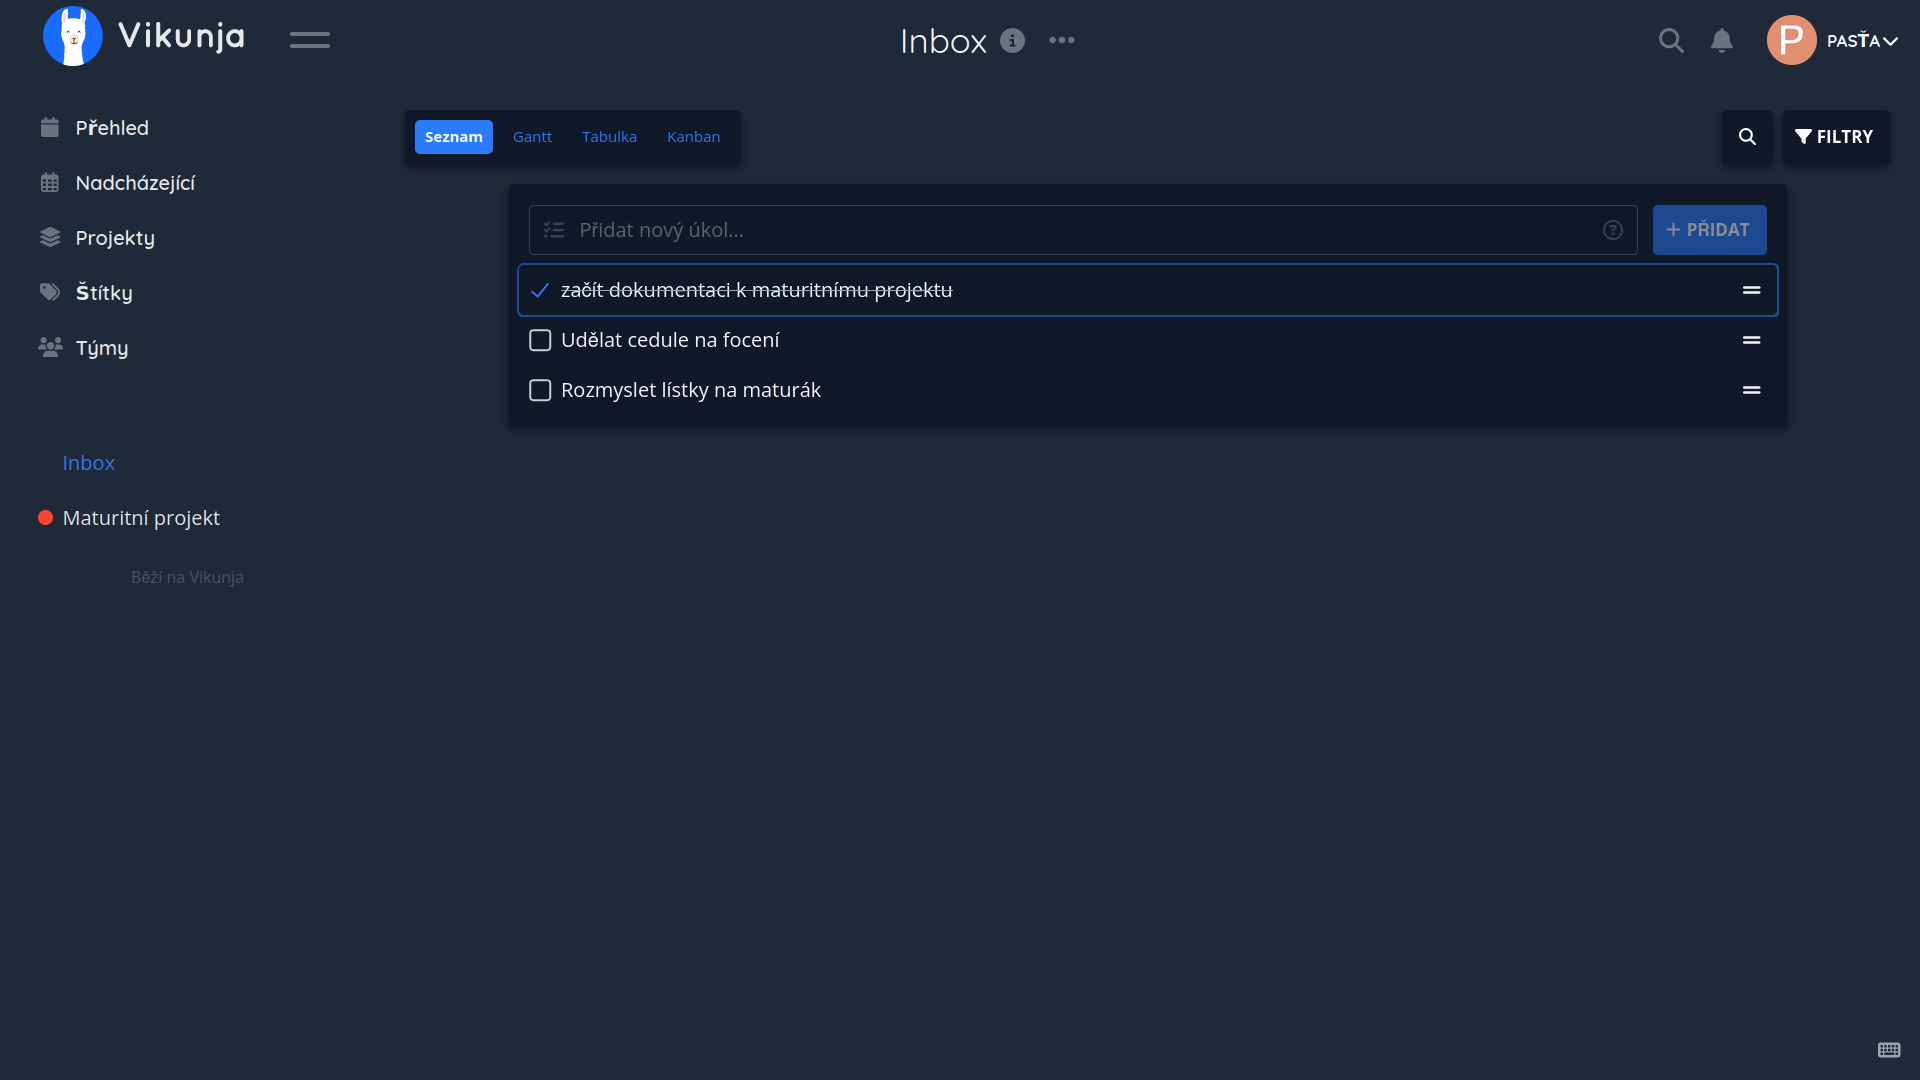 Vikunja
Inbox
P
PASŤA
Přehled
Nadcházející
Projekty
Štítky
Týmy
Inbox
Maturitní projekt
Běží na Vikunja
Seznam Gantt Tabulka Kanban
FILTRY
Přidat nový úkol...
+ PŘIDAT
začít dokumentaci k maturitnímu projektu
Udělat cedule na focení
Rozmyslet lístky na maturák